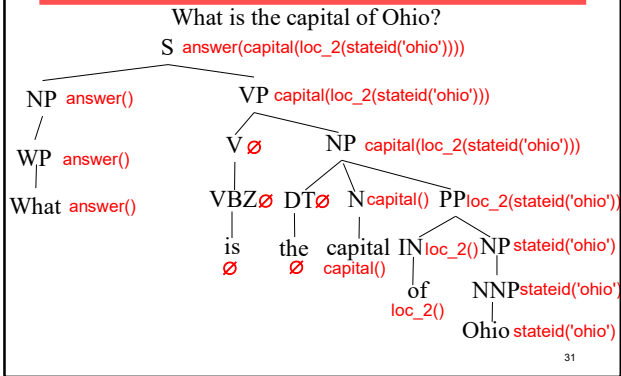 What is the capital of Ohio?
S answer(capital(loc_2(stateid('ohio'))))
NP answer() VP capital(loc_2(stateid('ohio')))
V ∅ NP capital(loc_2(stateid('ohio')))
WP answer()
What answer() VBZ∅ DT∅ N capital() PP loc_2(stateid('ohio'))
is the capital IN loc_2() NP stateid('ohio')
∅ ∅ capital()
of NNP stateid('ohio')
loc_2()
Ohio stateid('ohio')
31